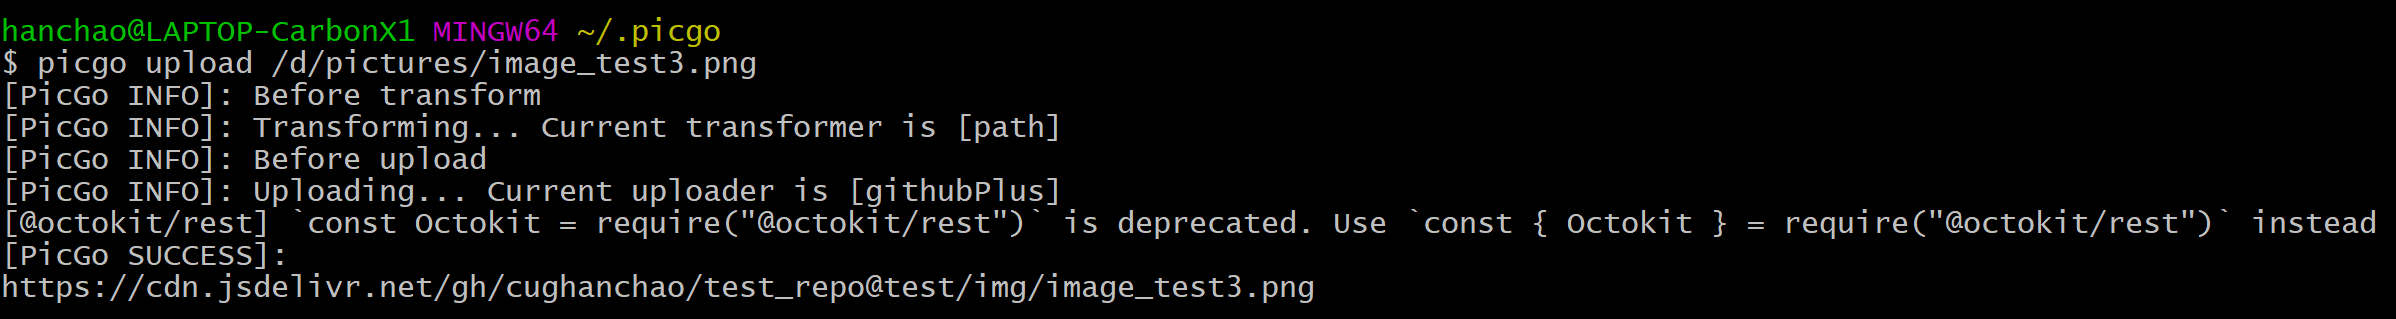 hanchao@LAPTOP-CarbonX1 MINGW64 ~/.picgo
$ picgo upload /d/pictures/image_test3.png
[PicGo INFO]: Before transform
[PicGo INFO]: Transforming... Current transformer is [path]
[PicGo INFO]: Before upload
[PicGo INFO]: Uploading... Current uploader is [githubPlus]
[@octokit/rest] `const Octokit = require("@octokit/rest")` is deprecated. Use `const { Octokit } = require("@octokit/rest")` instead
[PicGo SUCCESS]:
https://cdn.jsdelivr.net/gh/cughanchao/test_repo@test/img/image_test3.png